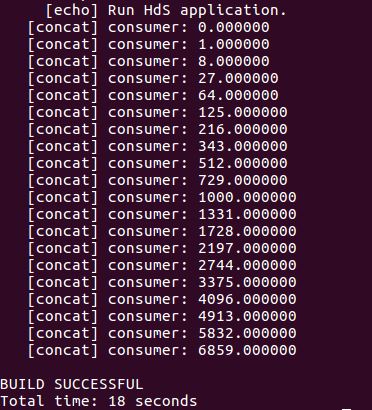 [echo] Run HdS application.
[concat] consumer: 0.000000
[concat] consumer: 1.000000
[concat] consumer: 8.000000
[concat] consumer: 27.000000
[concat] consumer: 64.000000
[concat] consumer: 125.000000
[concat] consumer: 216.000000
[concat] consumer: 343.000000
[concat] consumer: 512.000000
[concat] consumer: 729.000000
[concat] consumer: 1000.000000
[concat] consumer: 1331.000000
[concat] consumer: 1728.000000
[concat] consumer: 2197.000000
[concat] consumer: 2744.000000
[concat] consumer: 3375.000000
[concat] consumer: 4096.000000
[concat] consumer: 4913.000000
[concat] consumer: 5832.000000
[concat] consumer: 6859.000000
BUILD SUCCESSFUL
Total time: 18 seconds